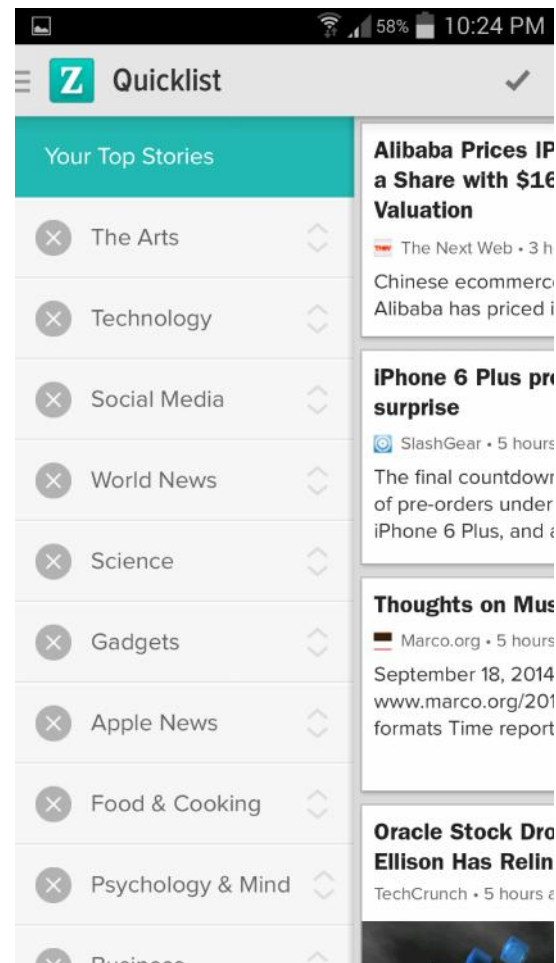 58% 10:24 PM
Z Quicklist
Your Top Stories
The Arts
Technology
Social Media
World News
Science
Gadgets
Apple News
Food & Cooking
Psychology & Mind
Business
Alibaba Prices IP
a Share with $16
Valuation
The Next Web • 3 h
Chinese ecommerc
Alibaba has priced i
iPhone 6 Plus pre
surprise
SlashGear • 5 hours
The final countdown
of pre-orders under
iPhone 6 Plus, and a
Thoughts on Mus
Marco.org • 5 hours
September 18, 2014
www.marco.org/201
formats Time report
Oracle Stock Dro
Ellison Has Relin
TechCrunch • 5 hours a